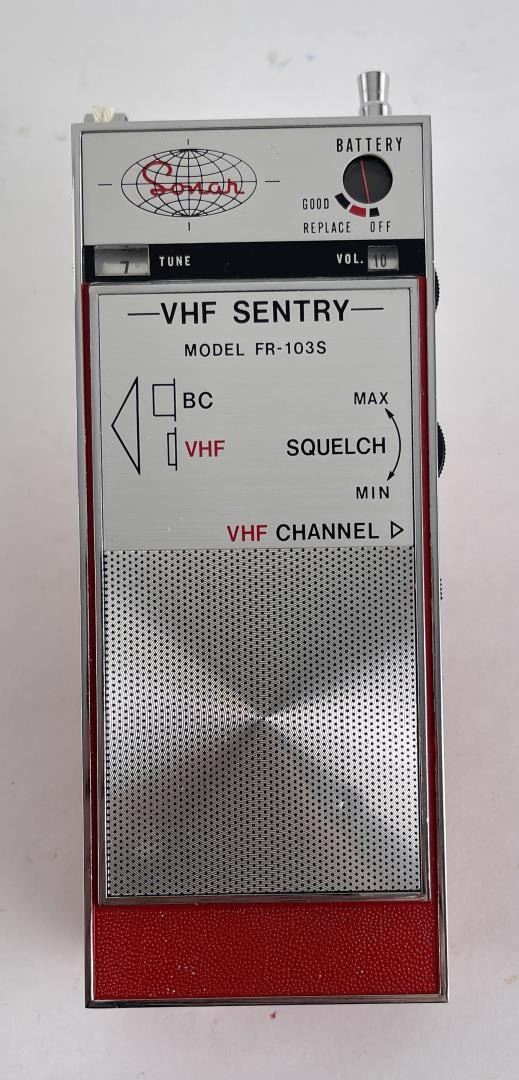 Sonar
BATTERY
GOOD
REPLACE OFF
7 TUNE VOL. 10
—VHF SENTRY—
MODEL FR-103S
BC
MAX
VHF
SQUELCH
MIN
VHF CHANNEL